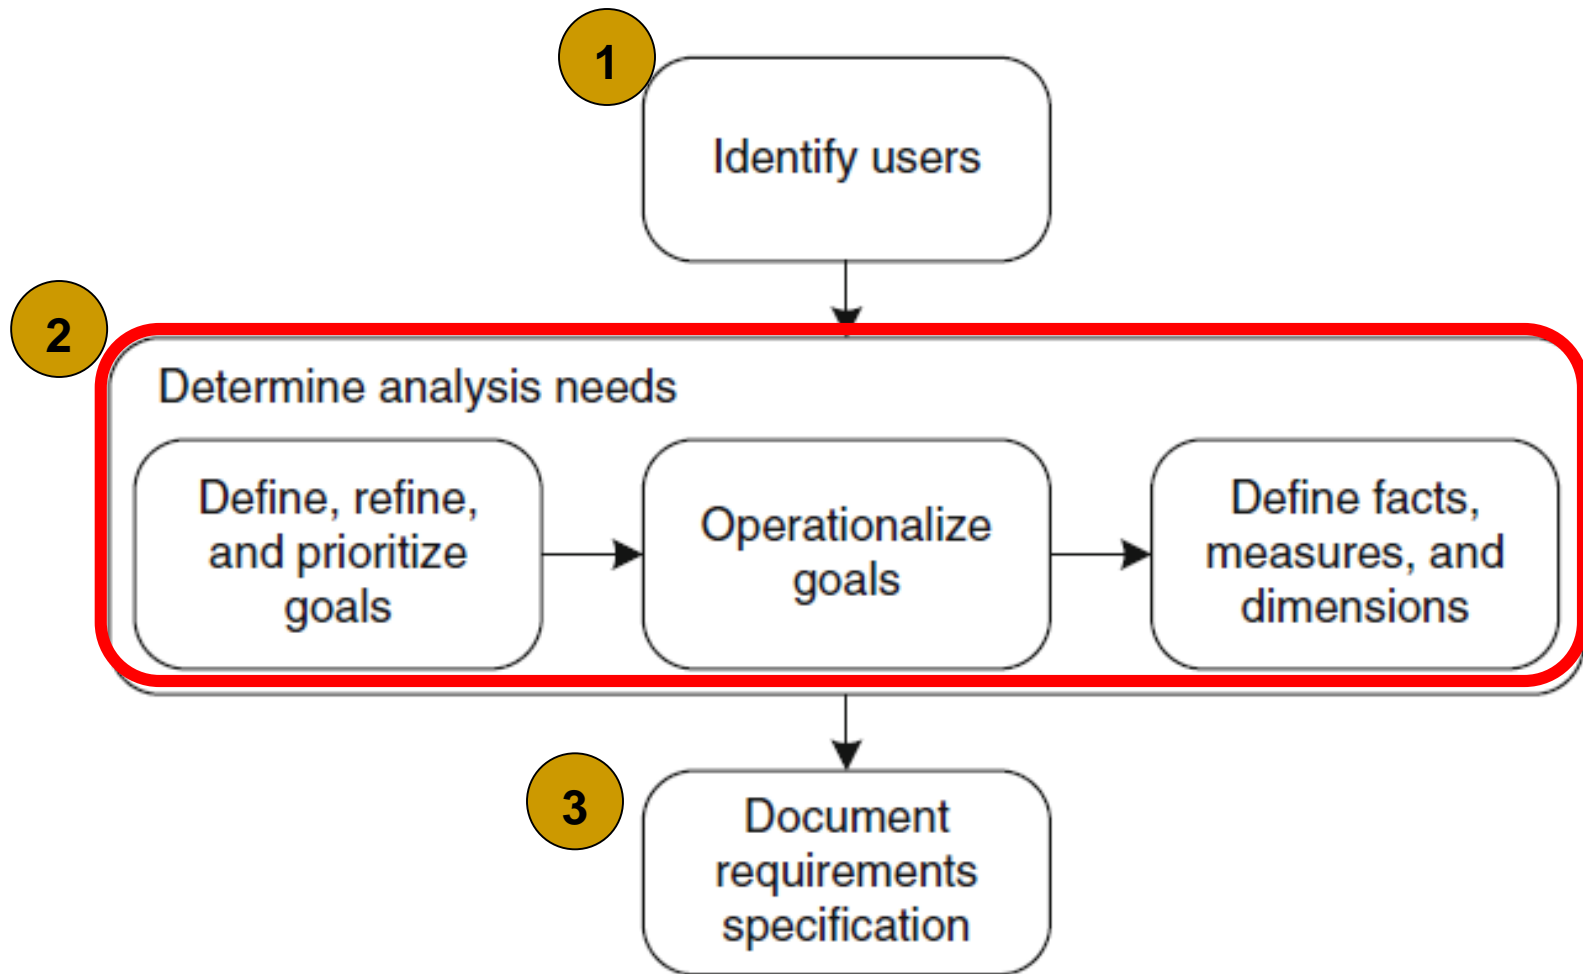 1
Identify users
2
Determine analysis needs
Define, refine,
and prioritize
goals
Operationalize
goals
Define facts,
measures, and
dimensions
3
Document
requirements
specification